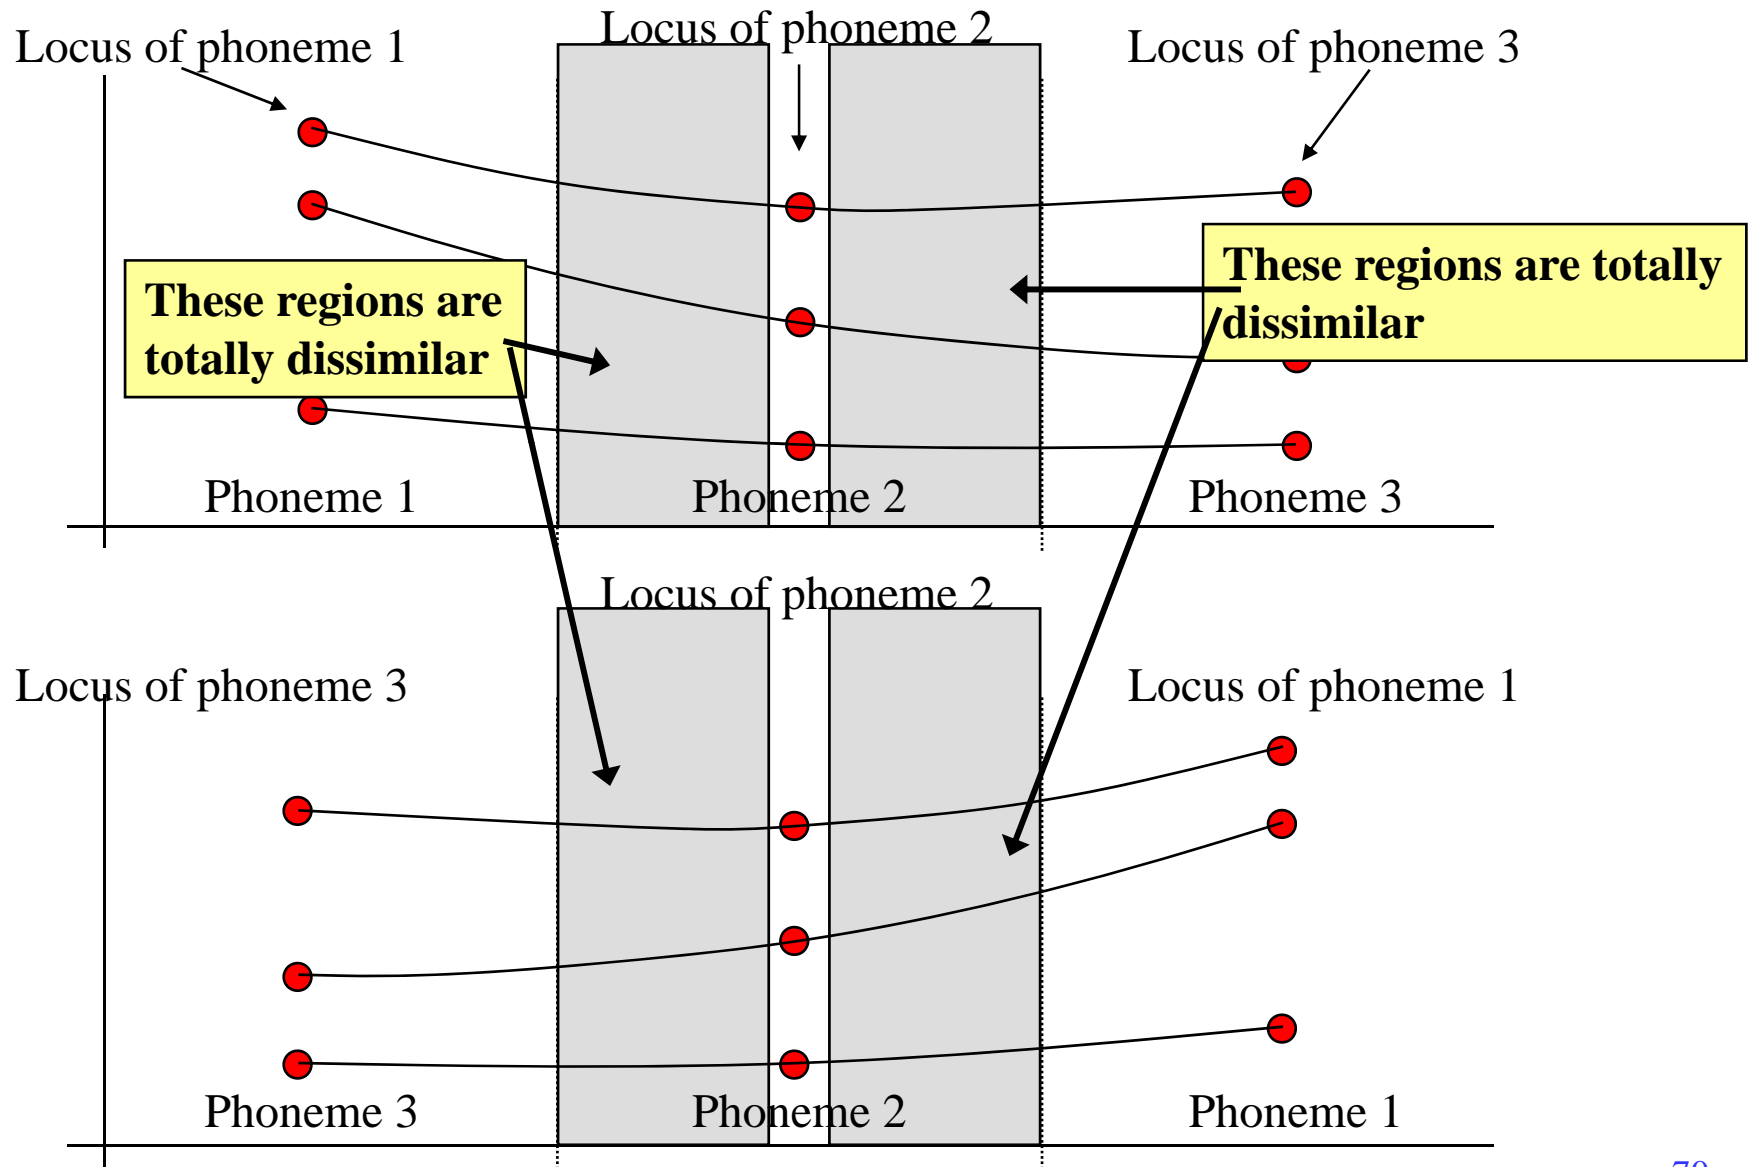 Locus of phoneme 2
Locus of phoneme 1
Locus of phoneme 3
These regions are totally
dissimilar
These regions are
totally dissimilar
Phoneme 1
Phoneme 2
Phoneme 3
Locus of phoneme 2
Locus of phoneme 3
Locus of phoneme 1
Phoneme 3
Phoneme 2
Phoneme 1